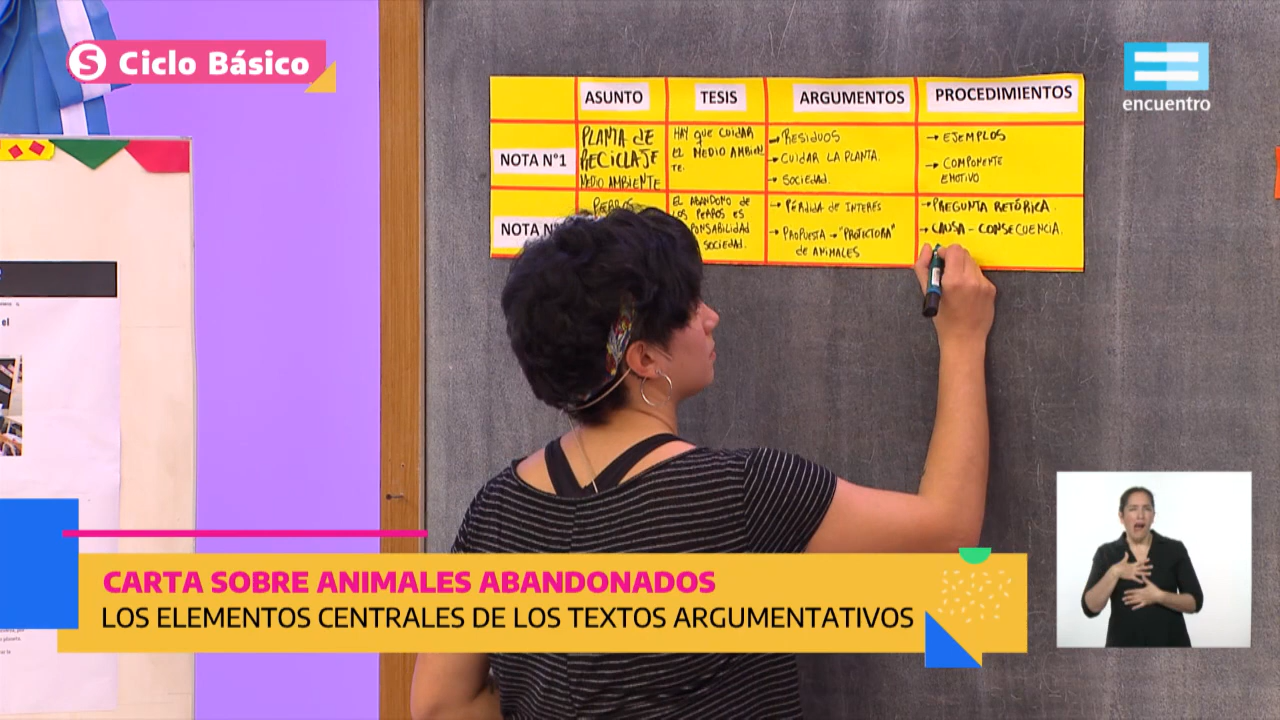 S Ciclo Básico
encuentro
ASUNTO
TESIS
ARGUMENTOS
PROCEDIMIENTOS
NOTA N°1
PLANTA DE
RECICLAJE
MEDIO AMBIENTE
HAY QUE CUIDAR
EL MEDIO AMBIEN
TE.
→ RESIDUOS
→ CUIDAR LA PLANTA.
→ SOCIEDAD.
→ EJEMPLOS
→ COMPONENTE
EMOTIVO
NOTA
PERROS
EL ABANDONO DE
LOS PERROS ES
SOCIEDAD.
→ PÉRDIDA DE INTERÉS
→ PROPUESTA → "PROTECTORA"
de ANIMALES
→ PREGUNTA RETÓRICA.
→ CAUSA - CONSECUENCIA.
el
CARTA SOBRE ANIMALES ABANDONADOS
LOS ELEMENTOS CENTRALES DE LOS TEXTOS ARGUMENTATIVOS